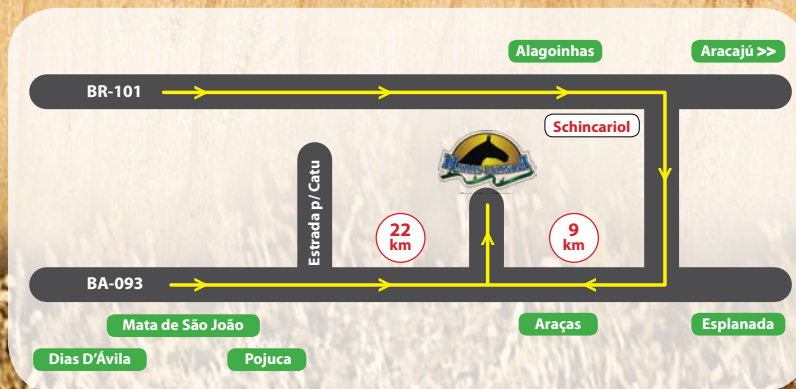 Alagoinhas
Aracajú >>
BR-101
Schincariol
Estrada p/ Catu
22
km
9
km
BA-093
Mata de São João
Araças
Esplanada
Dias D'Ávila
Pojuca